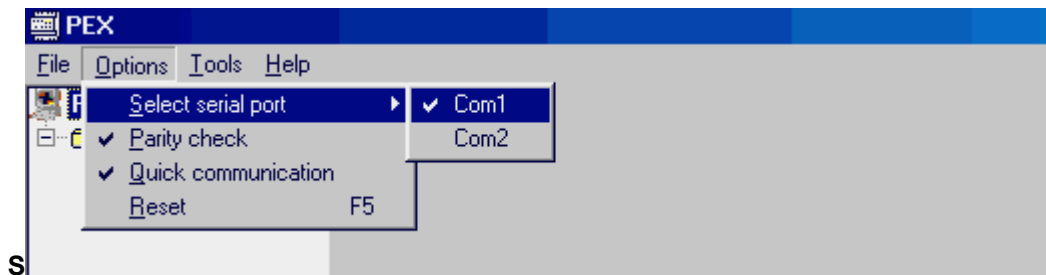 PEX
File Options Tools Help
Select serial port Com1
Parity check Com2
Quick communication
Reset F5
S